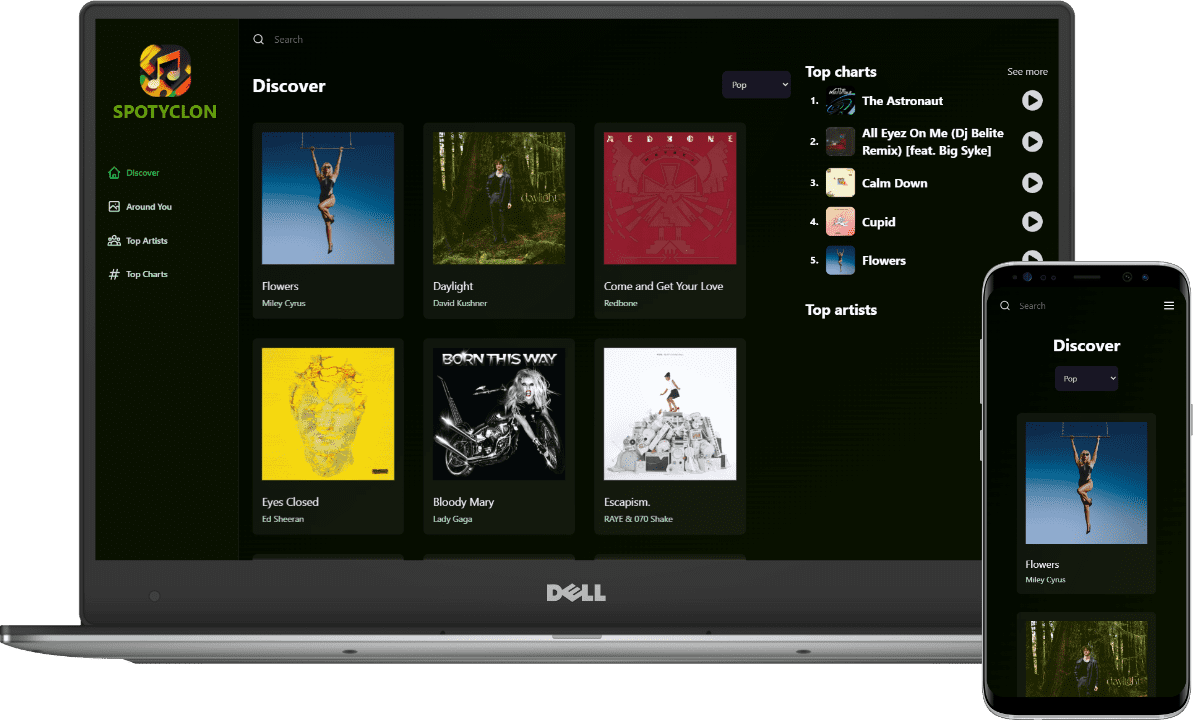 SPOTYCLON
Discover
Around You
Top Artists
# Top Charts
Search
Discover
Pop
Flowers
Miley Cyrus
daylight
Daylight
David Kushner
REDBONE
Come and Get Your Love
Redbone
Eyes Closed
Ed Sheeran
BORN THIS WAY
Bloody Mary
Lady Gaga
Escapism.
RAYE & 070 Shake
Top charts
See more
1. The Astronaut
2. All Eyez On Me (Dj Belite
Remix) [feat. Big Syke]
3. Calm Down
4. Cupid
5. Flowers
Top artists
DELL
Search
Discover
Pop
Flowers
Miley Cyrus
daylight